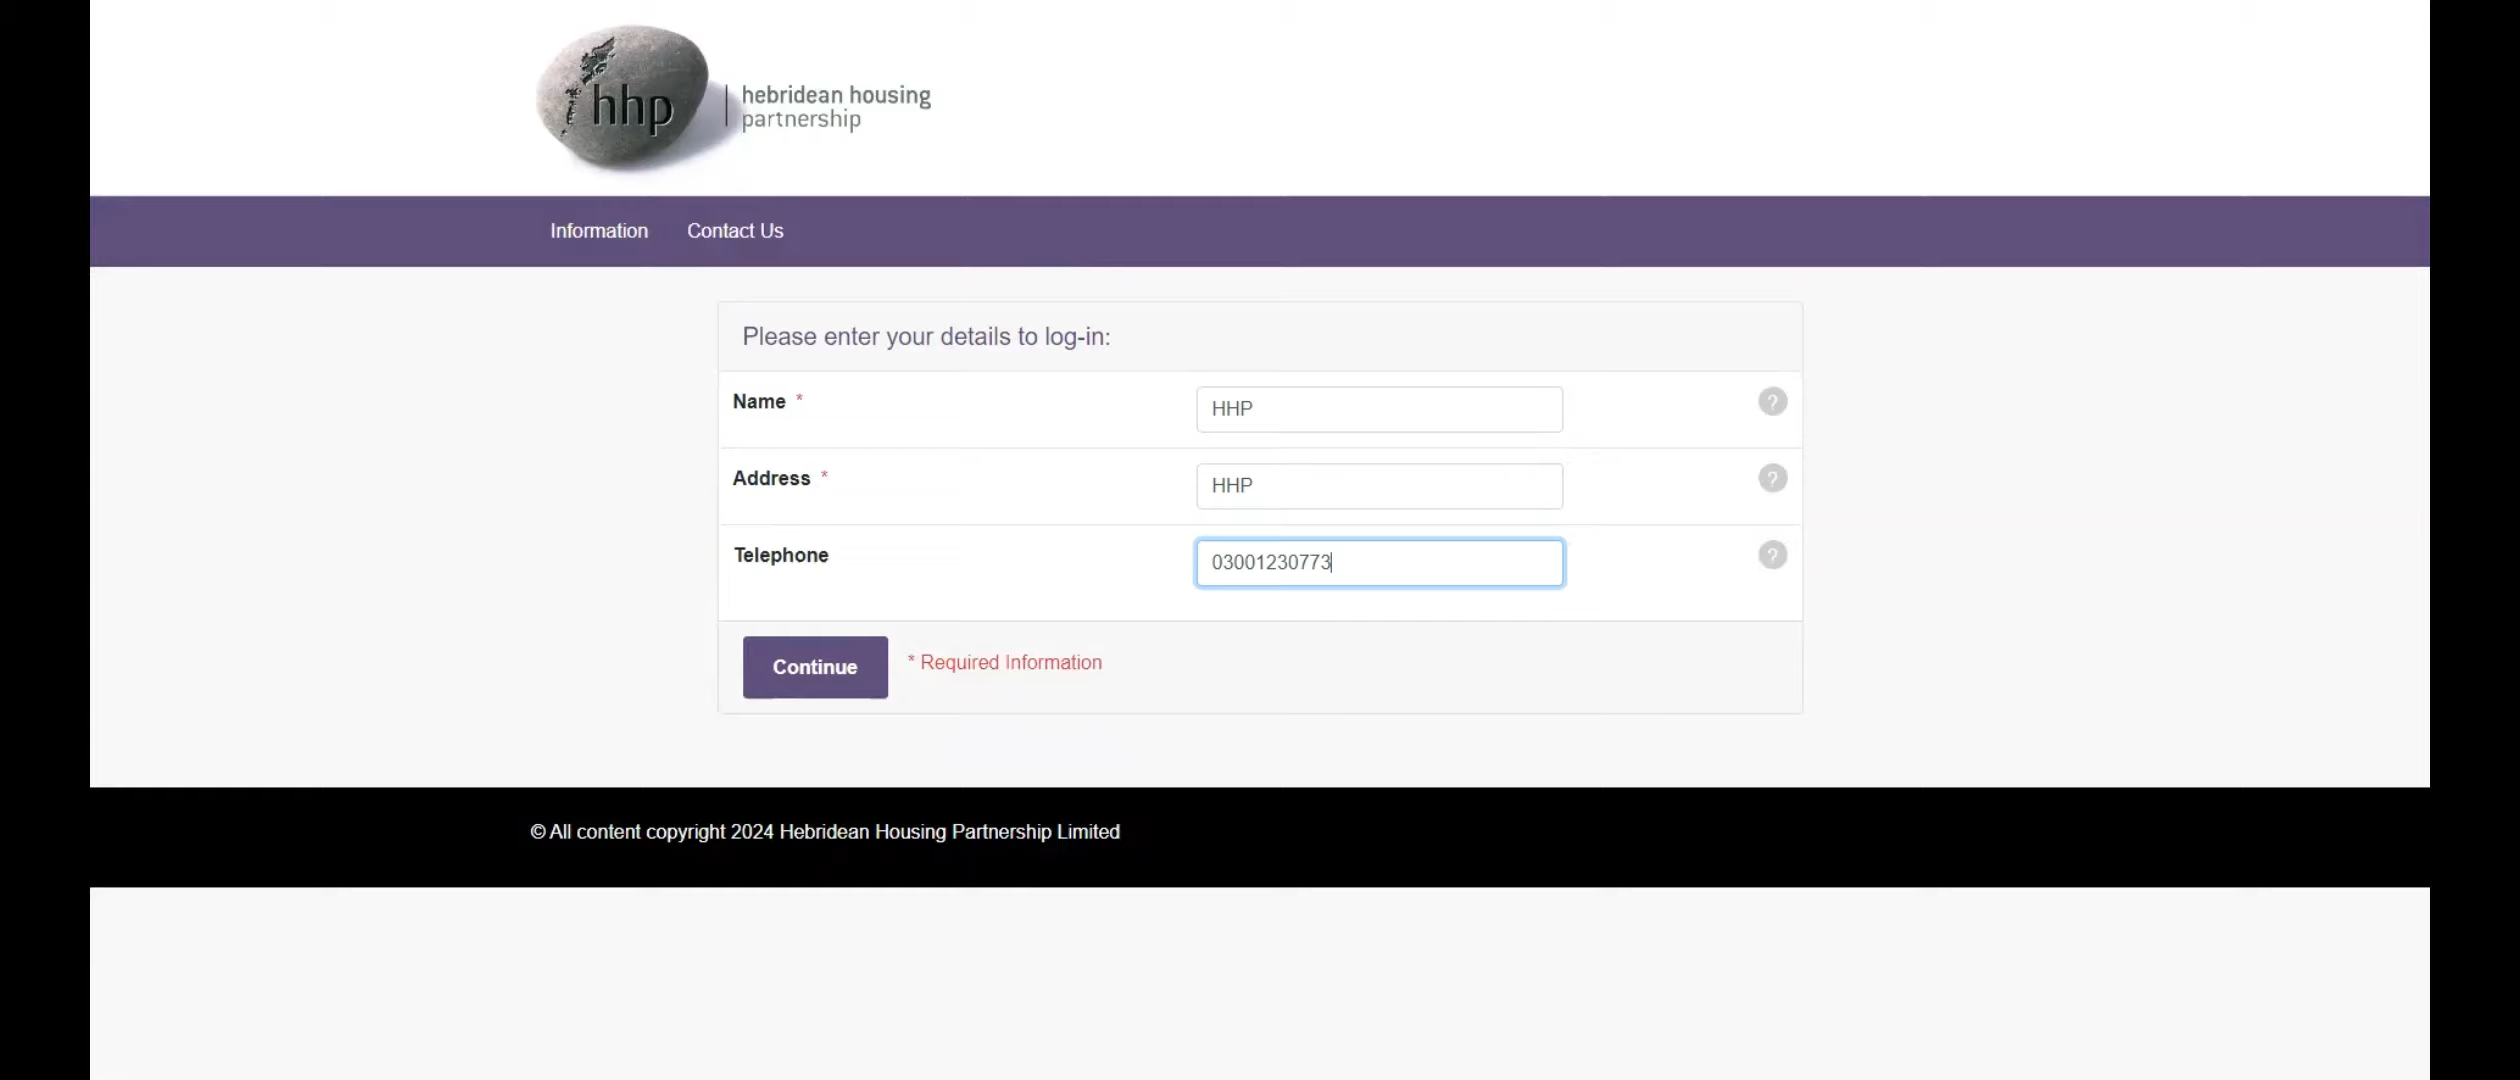 hhp
hebridean housing
partnership
Information Contact Us
Please enter your details to log-in:
Name * HHP ?
Address * HHP ?
Telephone 03001230773 ?
Continue * Required Information
© All content copyright 2024 Hebridean Housing Partnership Limited